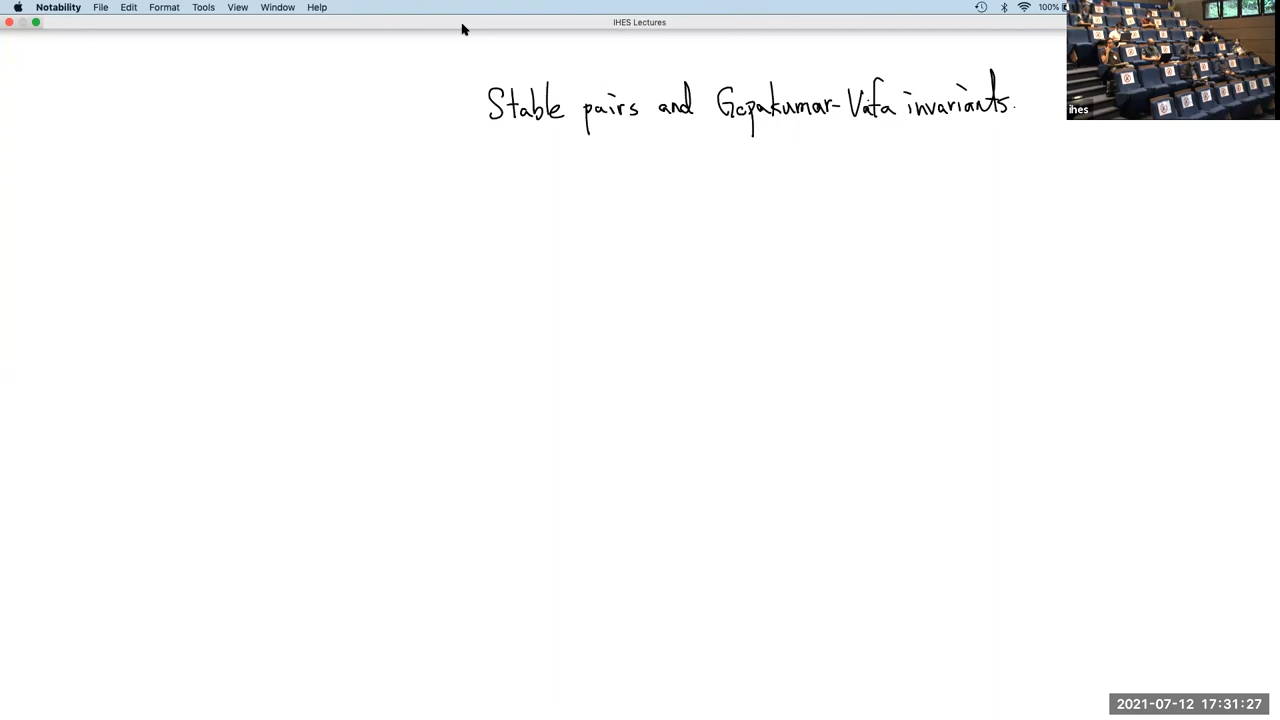 Notability File Edit Format Tools View Window Help 100%
IHES Lectures
Stable pairs and Gopakumar-Vafa invariants.
ihes
2021-07-12 17:31:27